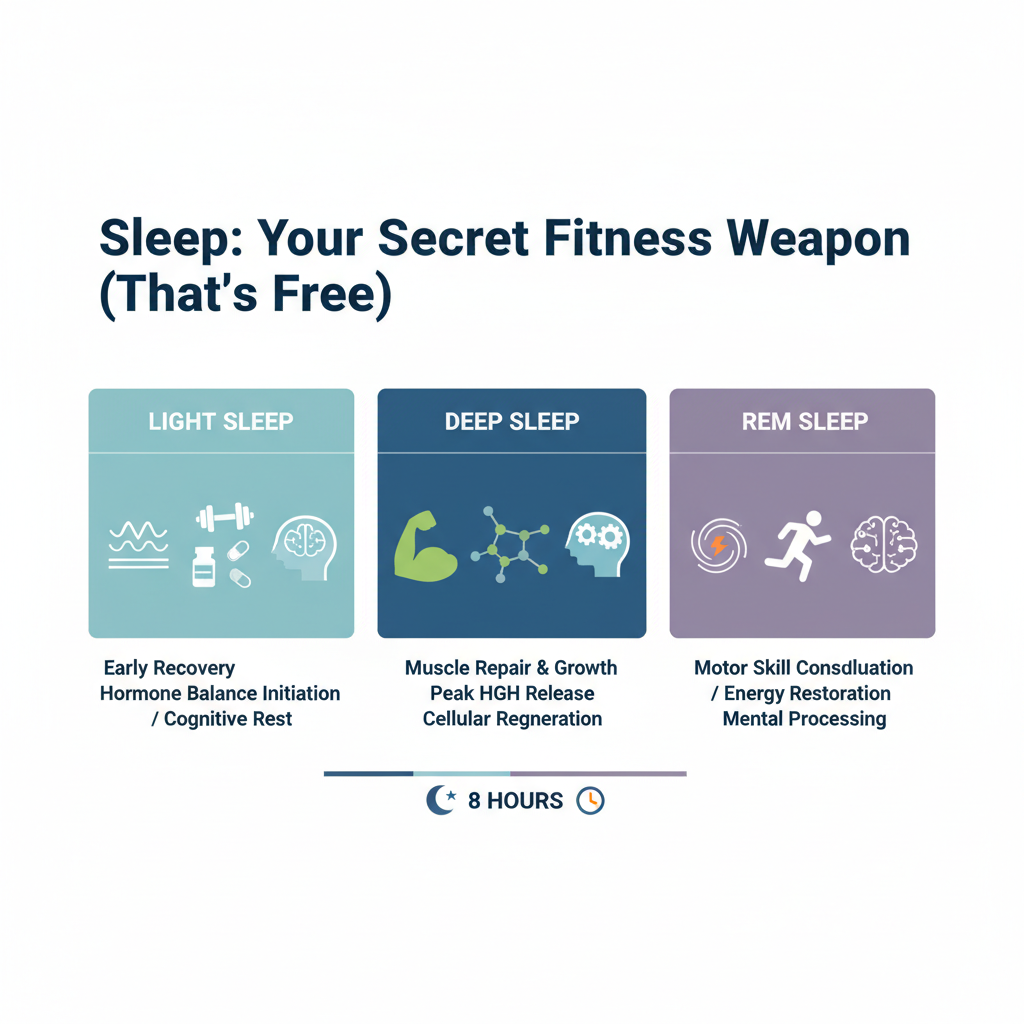 Sleep: Your Secret Fitness Weapon
(That's Free)
LIGHT SLEEP
Early Recovery
Hormone Balance Initiation
/ Cognitive Rest
DEEP SLEEP
Muscle Repair & Growth
Peak HGH Release
Cellular Regneration
REM SLEEP
Motor Skill Consdluation
/ Energy Restoration
Mental Processing
8 HOURS